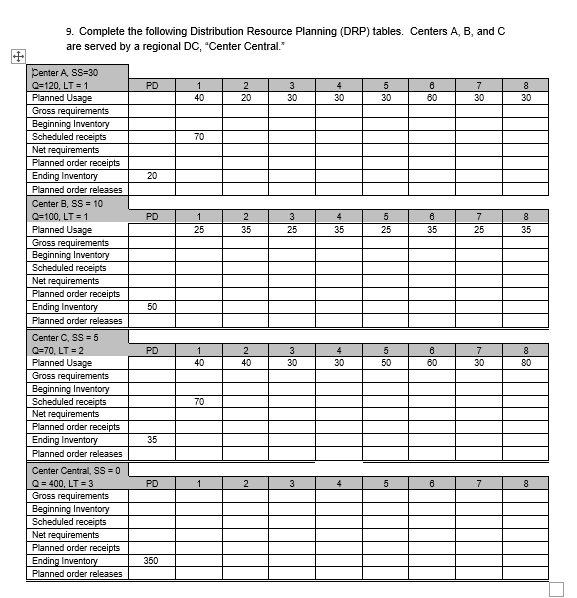 9. Complete the following Distribution Resource Planning (DRP) tables. Centers A, B, and C
are served by a regional DC, "Center Central."
Center A, SS=30
Q=120, LT = 1 PD 1 2 3 4 5 6 7 8
Planned Usage 40 20 30 30 30 60 30 30
Gross requirements
Beginning Inventory
Scheduled receipts 70
Net requirements
Planned order receipts
Ending Inventory 20
Planned order releases
Center B, SS = 10
Q=100, LT = 1 PD 1 2 3 4 5 6 7 8
Planned Usage 25 35 25 35 25 35 25 35
Gross requirements
Beginning Inventory
Scheduled receipts
Net requirements
Planned order receipts
Ending Inventory 50
Planned order releases
Center C, SS = 5
Q=70, LT = 2 PD 1 2 3 4 5 6 7 8
Planned Usage 40 40 30 30 50 60 30 80
Gross requirements
Beginning Inventory
Scheduled receipts 70
Net requirements
Planned order receipts
Ending Inventory 35
Planned order releases
Center Central, SS = 0
Q = 400, LT = 3 PD 1 2 3 4 5 6 7 8
Gross requirements
Beginning Inventory
Scheduled receipts
Net requirements
Planned order receipts
Ending Inventory 350
Planned order releases